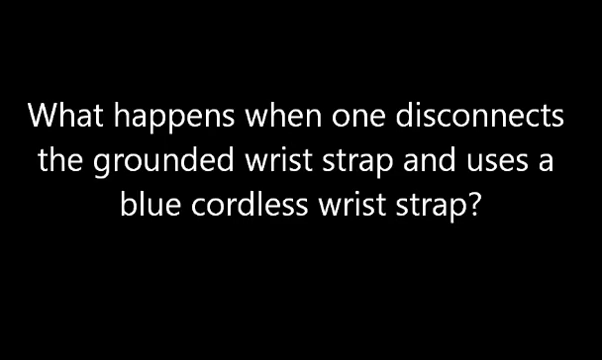 What happens when one disconnects
the grounded wrist strap and uses a
blue cordless wrist strap?